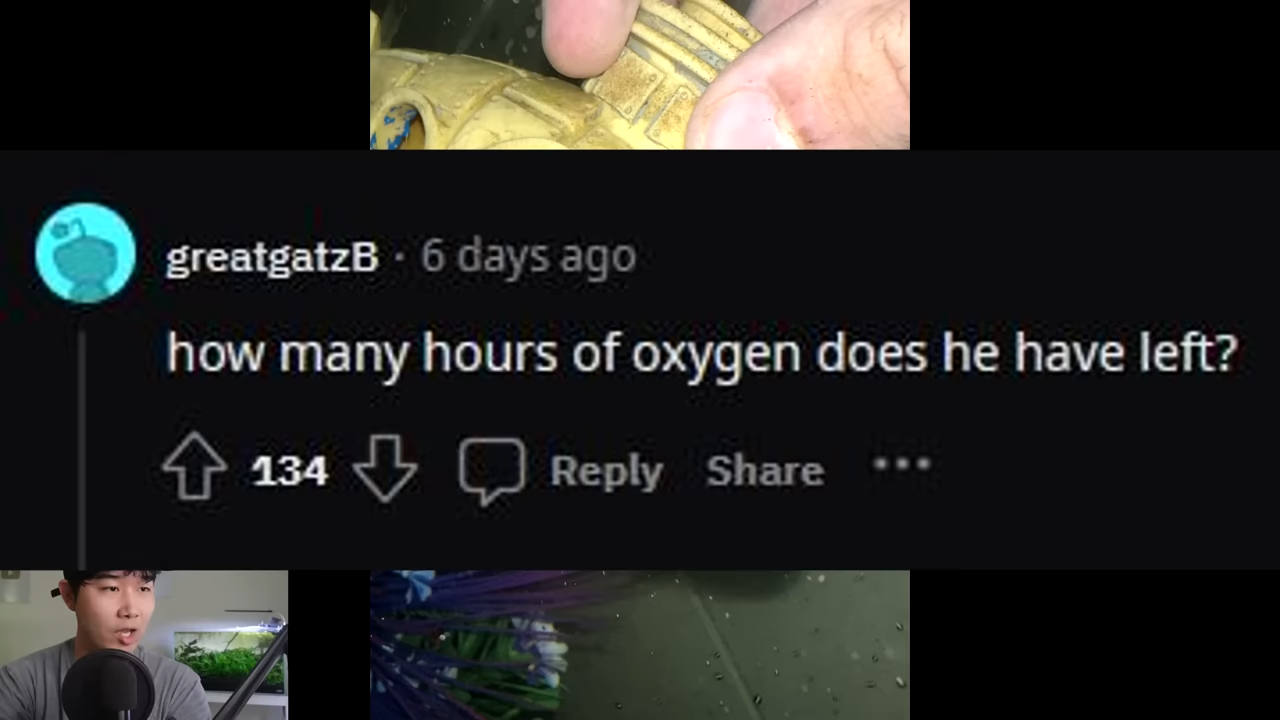 greatgatzB · 6 days ago
how many hours of oxygen does he have left?
134 Reply Share ···